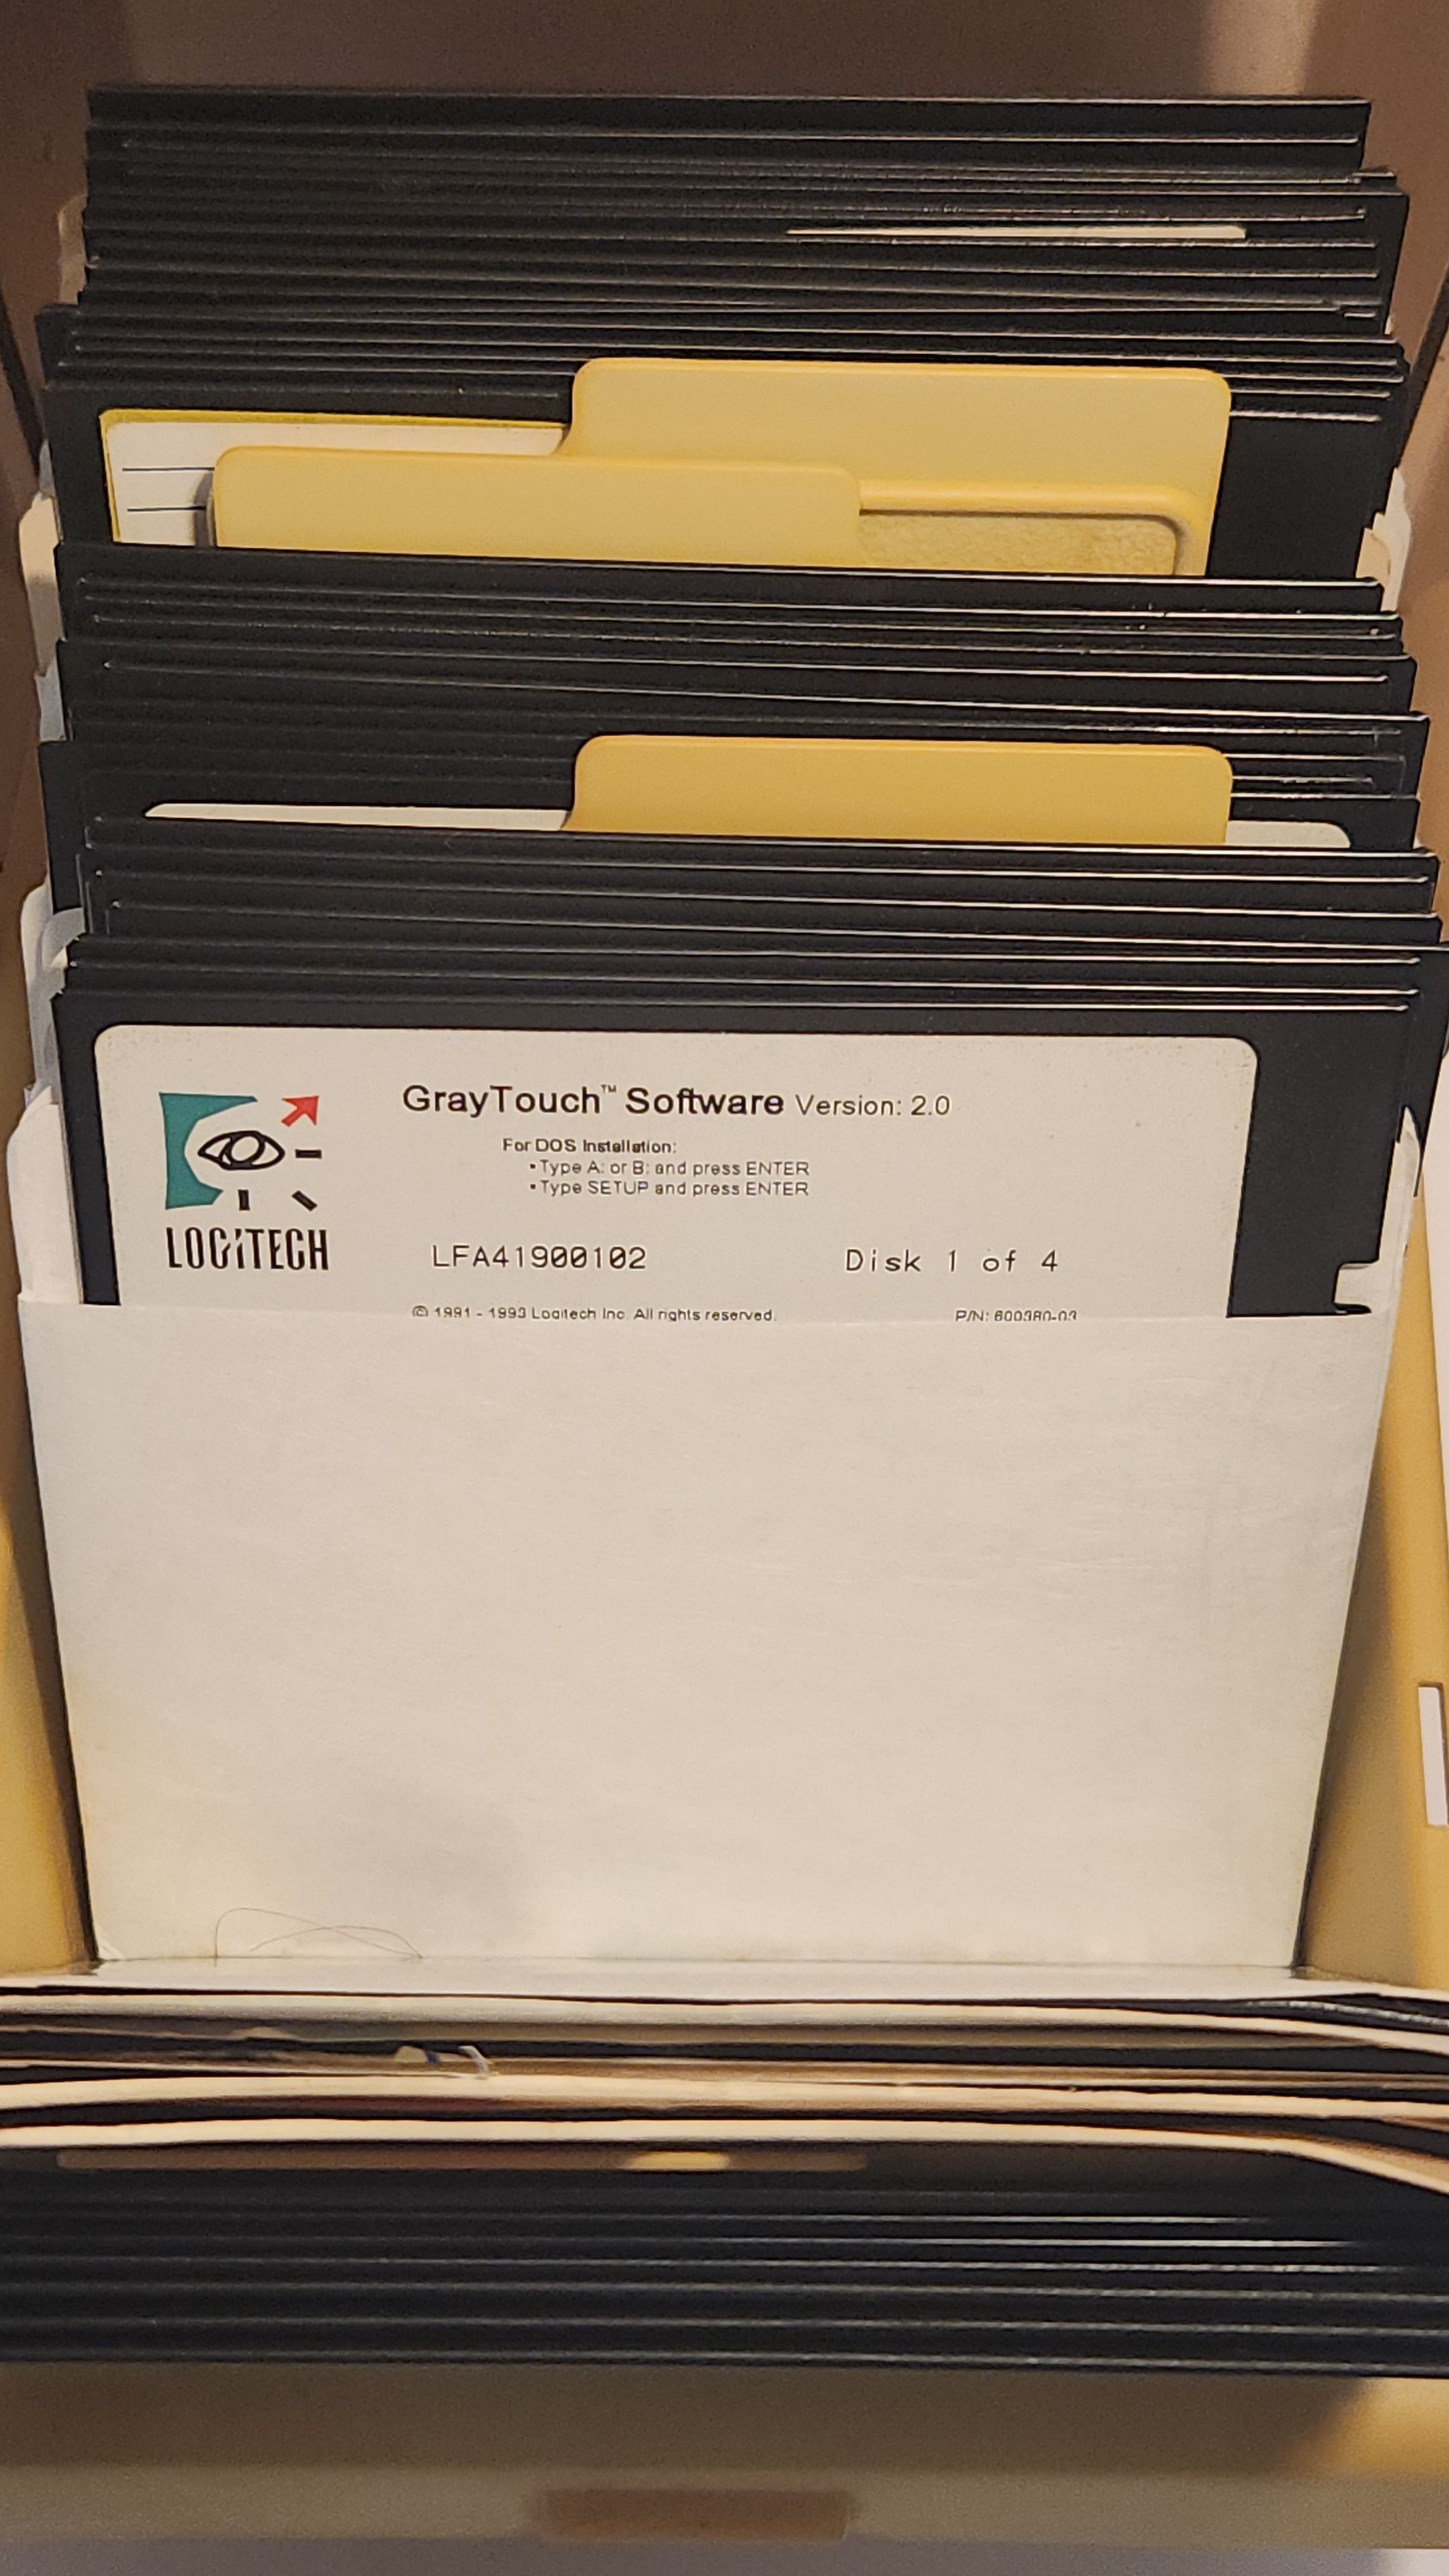 GrayTouch™ Software Version: 2.0
For DOS Installation:
• Type A: or B: and press ENTER
• Type SETUP and press ENTER
LOGITECH
LFA41900102 Disk 1 of 4
© 1991 - 1993 Logitech Inc. All rights reserved. P/N: 600380-03